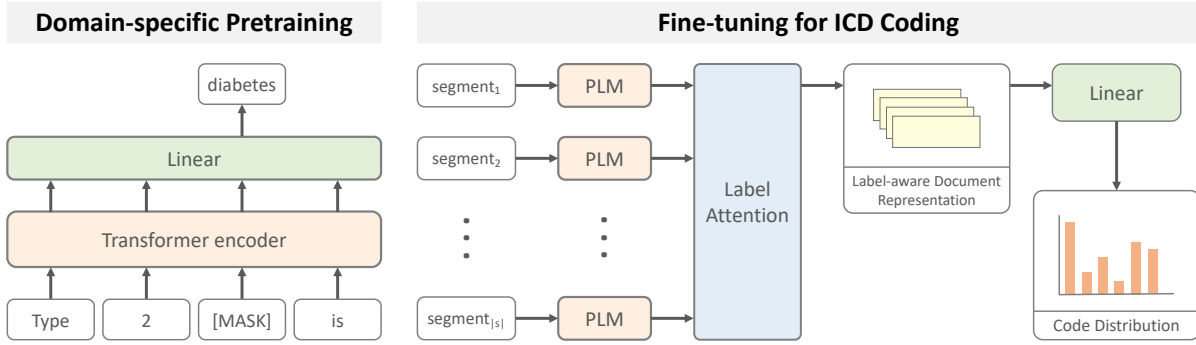 Domain-specific Pretraining
diabetes
Linear
Transformer encoder
Type 2 [MASK] is
Fine-tuning for ICD Coding
segment₁ PLM
segment₂ PLM
segment|s| PLM
Label
Attention
Label-aware Document
Representation
Linear
Code Distribution